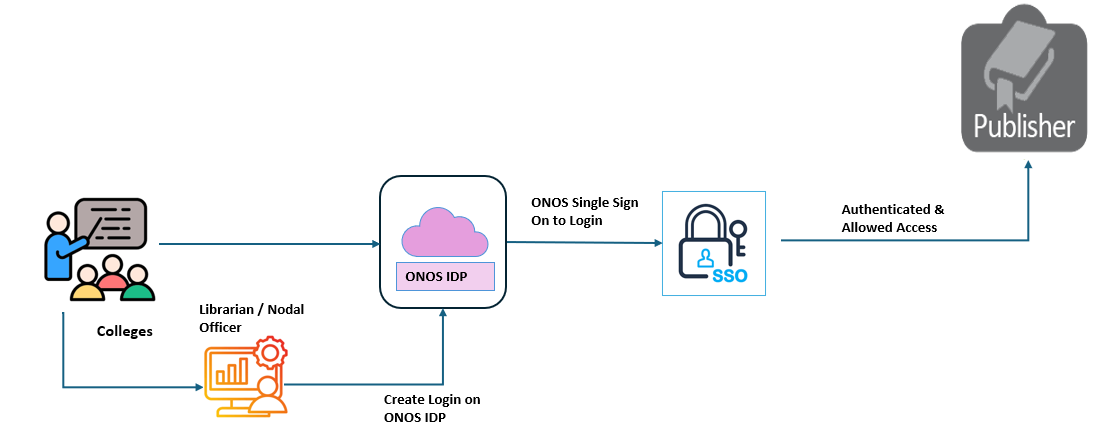 Publisher
ONOS Single Sign
On to Login
Authenticated &
Allowed Access
SSO
ONOS IDP
Colleges
Librarian / Nodal
Officer
Create Login on
ONOS IDP